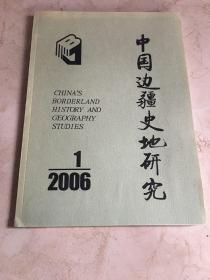 中国边疆史地研究
CHINA'S
BORDERLAND
HISTORY AND
GEOGRAPHY
STUDIES
1
2006